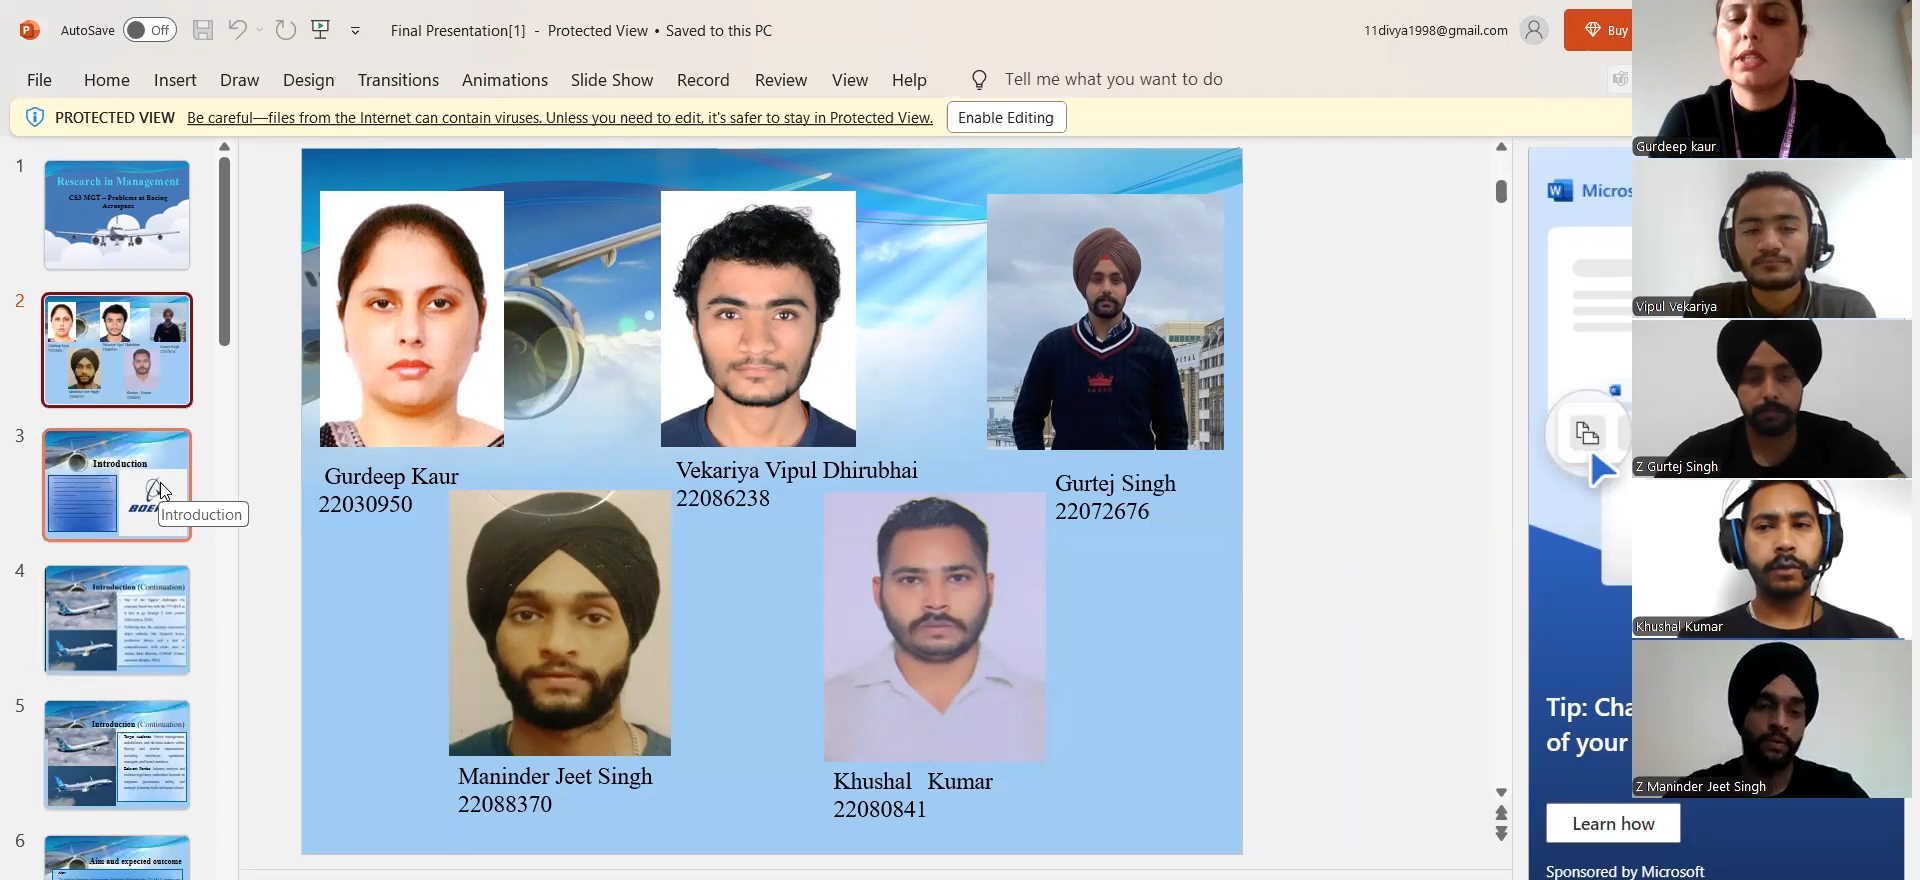 AutoSave Off Final Presentation[1] - Protected View • Saved to this PC 11divya1998@gmail.com Buy
File Home Insert Draw Design Transitions Animations Slide Show Record Review View Help Tell me what you want to do
PROTECTED VIEW Be careful—files from the Internet can contain viruses. Unless you need to edit, it's safer to stay in Protected View. Enable Editing
1
Research in Management
CS3 MGT – Problems at Boeing
Aerospace
2
3
Introduction
Introduction
4
Introduction (Continuation)
5
Introduction (Continuation)
6
Aim and expected outcome
Gurdeep Kaur
22030950
Vekariya Vipul Dhirubhai
22086238
Gurtej Singh
22072676
Maninder Jeet Singh
22088370
Khushal Kumar
22080841
Tip: Cha
of your
Learn how
Sponsored by Microsoft
Gurdeep kaur
Vipul Vekariya
Z Gurtej Singh
Khushal Kumar
Z Maninder Jeet Singh